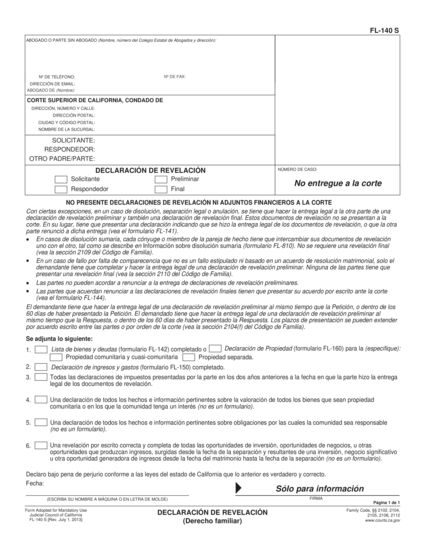 FL-140 S
ABOGADO O PARTE SIN ABOGADO (Nombre, número del Colegio Estatal de Abogados y dirección):
Nº DE TELÉFONO: Nº DE FAX:
DIRECCIÓN DE EMAIL:
ABOGADO DE (Nombre):
CORTE SUPERIOR DE CALIFORNIA, CONDADO DE
DIRECCIÓN, NÚMERO Y CALLE:
DIRECCIÓN POSTAL:
CIUDAD Y CÓDIGO POSTAL:
NOMBRE DE LA SUCURSAL:
SOLICITANTE:
RESPONDEDOR:
OTRO PADRE/PARTE:
DECLARACIÓN DE REVELACIÓN
Solicitante Preliminar
Respondedor Final
NÚMERO DE CASO:
No entregue a la corte
NO PRESENTE DECLARACIONES DE REVELACIÓN NI ADJUNTOS FINANCIEROS A LA CORTE
Con ciertas excepciones, en un caso de disolución, separación legal o anulación, se tiene que hacer la entrega legal a la otra parte de una
declaración de revelación preliminar y también una declaración de revelación final. Estos documentos de revelación no se presentan a la
corte. En su lugar, tiene que presentar una declaración indicando que se hizo la entrega legal de los documentos de revelación, o que la otra
parte renunció a dicha entrega (vea el formulario FL-141).
• En casos de disolución sumaria, cada cónyuge o miembro de la pareja de hecho tiene que intercambiar sus documentos de revelación
uno con el otro, tal como se describe en Información sobre disolución sumaria (formulario FL-810). No se requiere una revelación final
(vea la sección 2109 del Código de Familia).
• En un caso de fallo por falta de comparecencia que no es un fallo estipulado ni basado en un acuerdo de resolución matrimonial, solo el
demandante tiene que completar y hacer la entrega legal de una declaración de revelación preliminar. Ninguna de las partes tiene que
presentar una revelación final (vea la sección 2110 del Código de Familia).
• Las partes no pueden acordar a renunciar a la entrega de declaraciones de revelación preliminares.
• Las partes que acuerdan renunciar a las declaraciones de revelación finales tienen que presentar su acuerdo por escrito ante la corte
(vea el formulario FL-144).
El demandante tiene que hacer la entrega legal de una declaración de revelación preliminar al mismo tiempo que la Petición, o dentro de los
60 días de haber presentado la Petición. El demandado tiene que hacer la entrega legal de una declaración de revelación preliminar al
mismo tiempo que la Respuesta, o dentro de los 60 días de haber presentado la Respuesta. Los plazos de presentación se pueden extender
por acuerdo escrito entre las partes o por orden de la corte (vea la sección 2104(f) del Código de Familia).
Se adjunta lo siguiente:
1. Lista de bienes y deudas (formulario FL-142) completado o Declaración de Propiedad (formulario FL-160) para la (especifique):
Propiedad comunitaria y cuasi-comunitaria Propiedad separada.
2. Declaración de ingresos y gastos (formulario FL-150) completado.
3. Todas las declaraciones de impuestos presentadas por la parte en los dos años anteriores a la fecha en que la parte hizo la entrega
legal de los documentos de revelación.
4. Una declaración de todos los hechos e información pertinentes sobre la valoración de todos los bienes que sean propiedad
comunitaria o en los que la comunidad tenga un interés (no es un formulario).
5. Una declaración de todos los hechos e información pertinentes sobre obligaciones por las cuales la comunidad sea responsable
(no es un formulario).
6. Una revelación por escrito correcta y completa de todas las oportunidades de inversión, oportunidades de negocios, u otras
oportunidades que produzcan ingresos, surgidas desde la fecha de la separación y resultantes de una inversión, negocio significativo
u otra oportunidad generadora de ingresos desde la fecha del matrimonio hasta la fecha de la separación (no es un formulario).
Declaro bajo pena de perjurio conforme a las leyes del estado de California que lo anterior es verdadero y correcto.
Fecha:
Sólo para información
(ESCRIBA SU NOMBRE A MÁQUINA O EN LETRA DE MOLDE) FIRMA
Página 1 de 1
Form Adopted for Mandatory Use
Judicial Council of California
FL-140 S [Rev. July 1, 2013]
DECLARACIÓN DE REVELACIÓN
(Derecho familiar)
Family Code, §§ 2102, 2104,
2105, 2106, 2112
www.courts.ca.gov